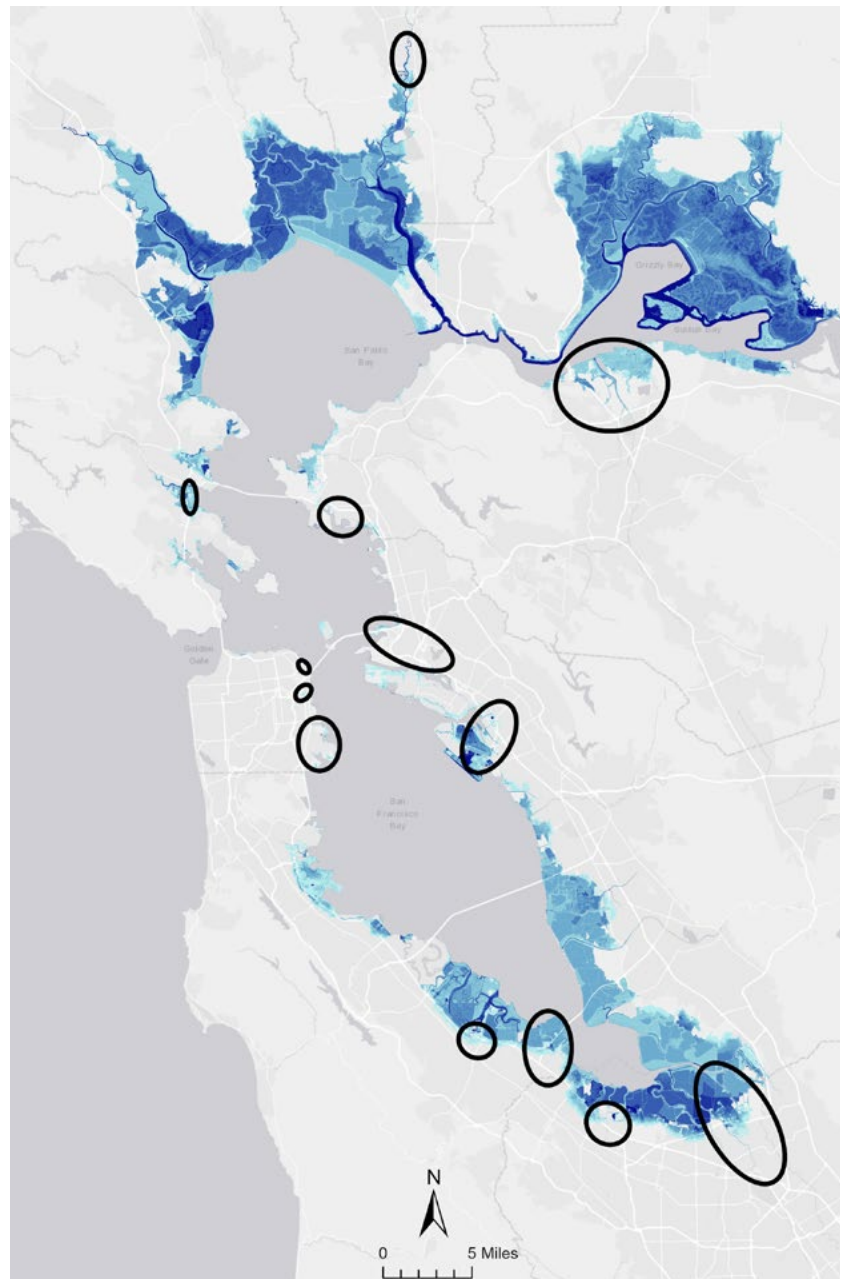 Grizzly Bay
Suisun Bay
San Pablo
Bay
Golden
Gate
San
Francisco
Bay
N
0 5 Miles